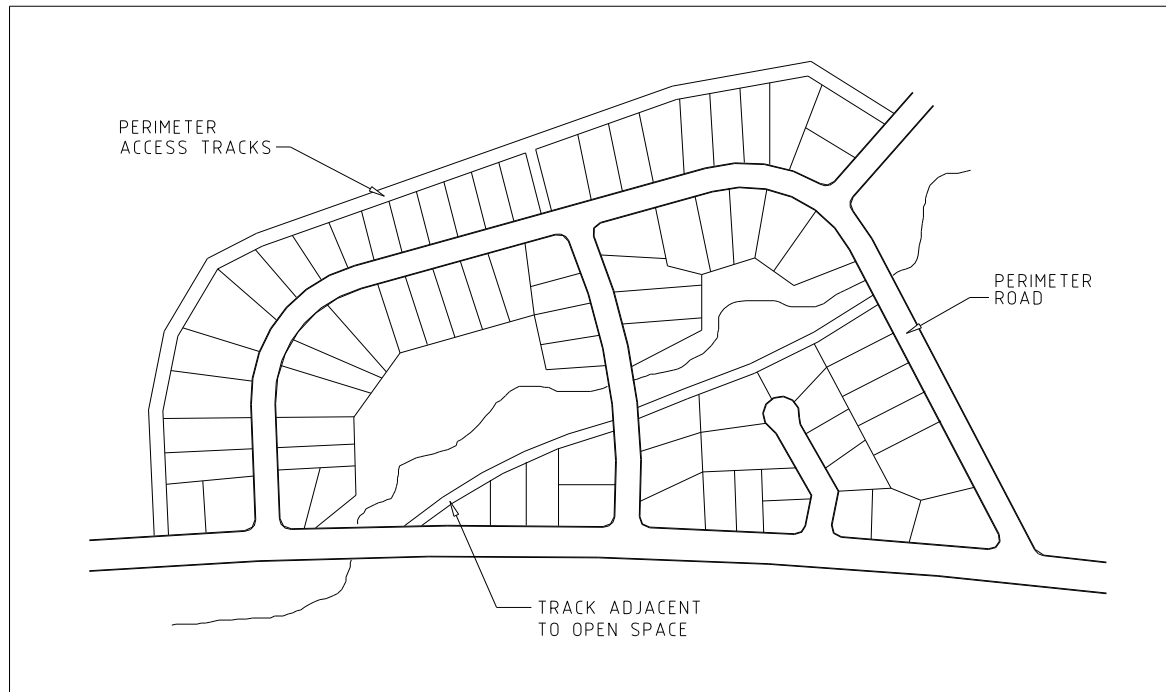 PERIMETER
ACCESS TRACKS
PERIMETER
ROAD
TRACK ADJACENT
TO OPEN SPACE